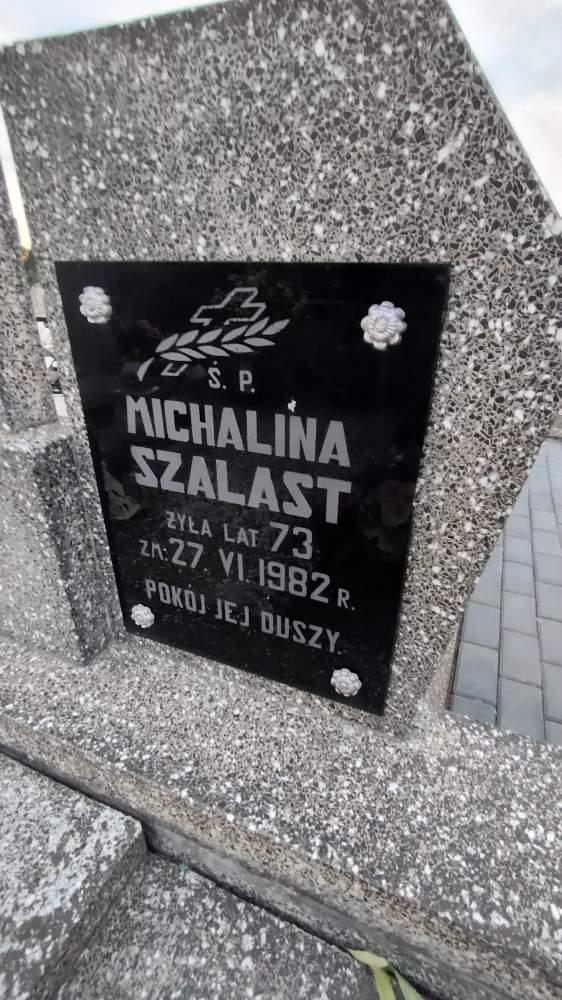 Ś. P.
MICHALINA
SZALAST
ŻYŁA LAT 73
ZM. 27 VI. 1982 R.
POKÓJ JEJ DUSZY.